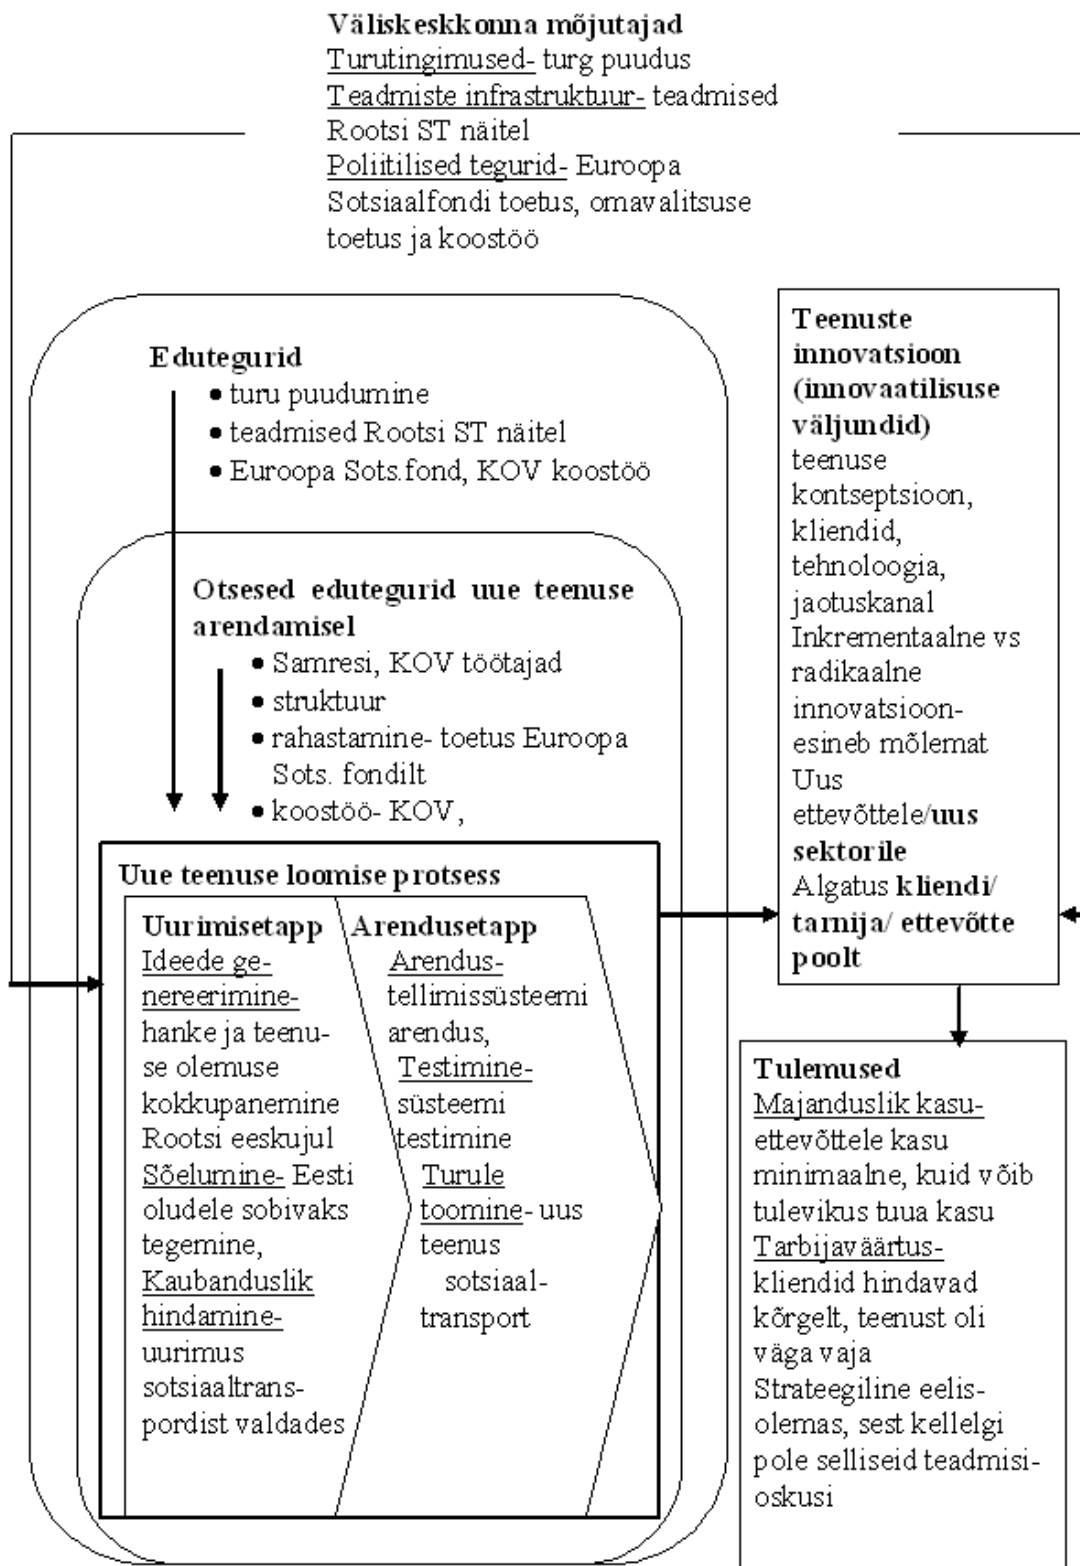 Väliskeskkonna mõjutajad
Turutingimused- turg puudus
Teadmiste infrastruktuur- teadmised
Rootsi ST näitel
Poliitilised tegurid- Euroopa
Sotsiaalfondi toetus, omavalitsuse
toetus ja koostöö
Edutegurid
• turu puudumine
• teadmised Rootsi ST näitel
• Euroopa Sots.fond, KOV koostöö
Otsesed edutegurid uue teenuse
arendamisel
• Samresi, KOV töötajad
• struktuur
• rahastamine- toetus Euroopa
Sots. fondilt
• koostöö- KOV,
Uue teenuse loomise protsess
Uurimisetapp
Ideede ge-
nereerimine-
hanke ja teenu-
se olemuse
kokkupanemine
Rootsi eeskujul
Sõelumine- Eesti
oludele sobivaks
tegemine,
Kaubanduslik
hindamine-
uurimus
sotsiaaltrans-
pordist valdades
Arendusetapp
Arendus-
tellimissüsteemi
arendus,
Testimine-
süsteemi
testimine
Turule
toomine- uus
teenus
sotsiaal-
transport
Teenuste
innovatsioon
(innovaatilisuse
väljundid)
teenuse
kontseptsioon,
kliendid,
tehnoloogia,
jaotuskanal
Inkrementaalne vs
radikaalne
innovatsioon-
esineb mõlemat
Uus
ettevõttele/uus
sektorile
Algatus kliendi/
tarnija/ ettevõtte
poolt
Tulemused
Majanduslik kasu-
ettevõttele kasu
minimaalne, kuid võib
tulevikus tuua kasu
Tarbijaväärtus-
kliendid hindavad
kõrgelt, teenust oli
väga vaja
Strateegiline eelis-
olemas, sest kellelgi
pole selliseid teadmisi-
oskusi